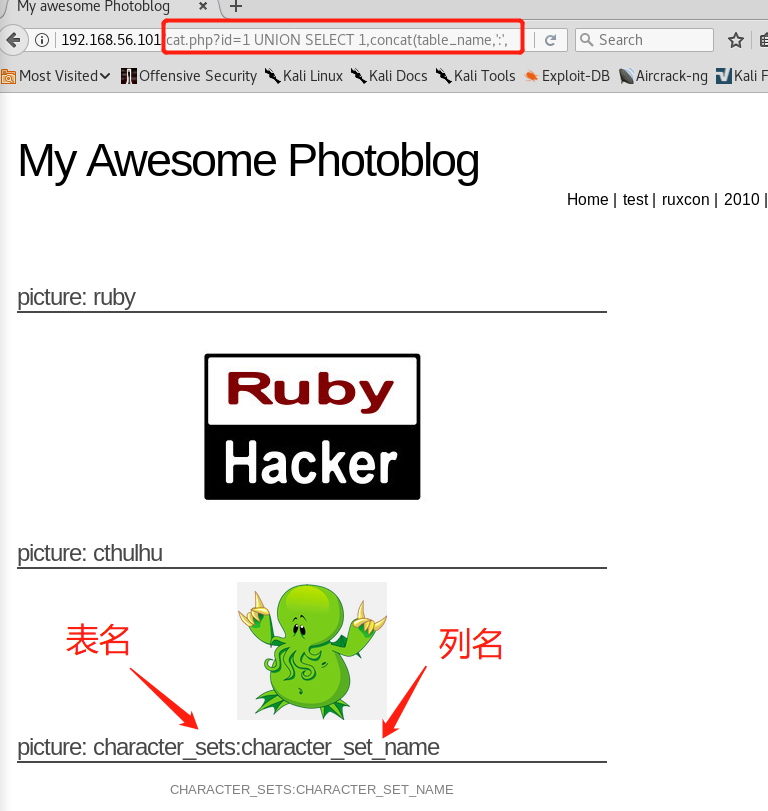 My awesome Photoblog
192.168.56.101/cat.php?id=1 UNION SELECT 1,concat(table_name,':',
Search
Most Visited
Offensive Security
Kali Linux
Kali Docs
Kali Tools
Exploit-DB
Aircrack-ng
Kali F
My Awesome Photoblog
Home | test | ruxcon | 2010 |
picture: ruby
Ruby
Hacker
picture: cthulhu
表名
列名
picture: character_sets:character_set_name
CHARACTER_SETS:CHARACTER_SET_NAME